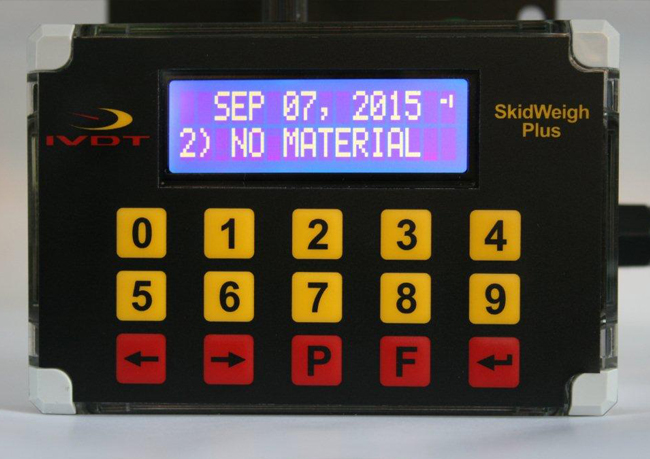 SEP 07, 2015
2) NO MATERIAL
IVDT
SkidWeigh
Plus
0 1 2 3 4
5 6 7 8 9
← → P F ↵